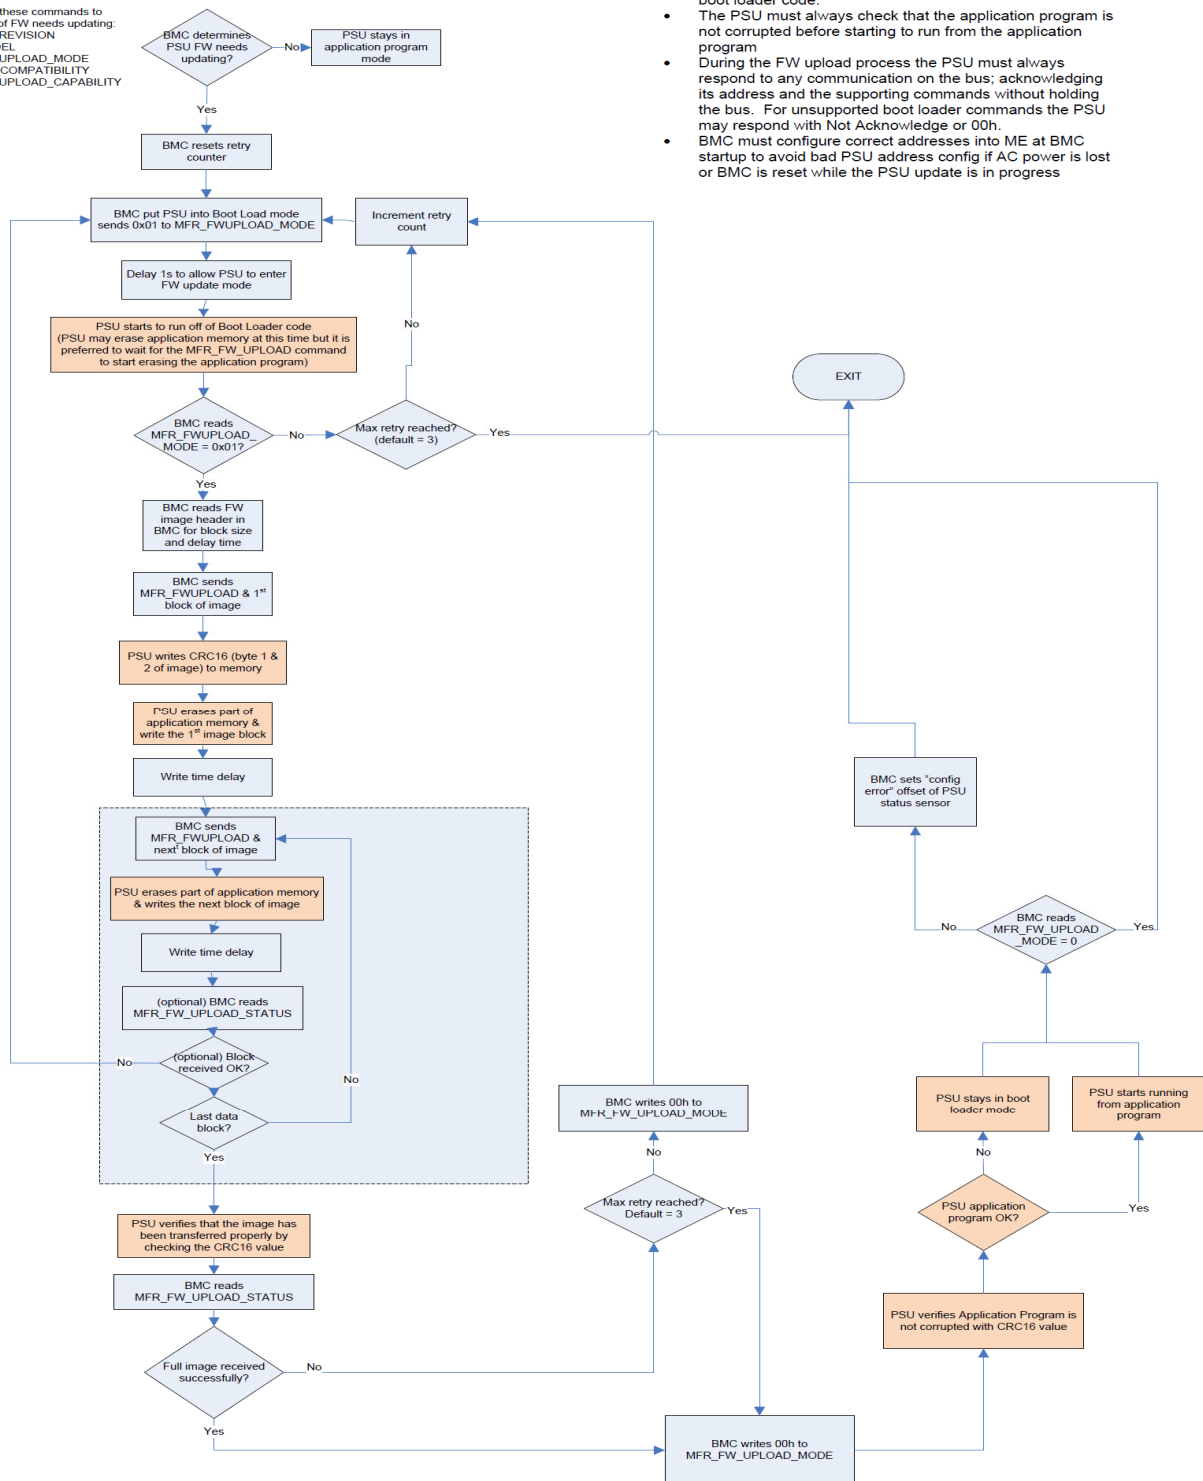 these commands to
of FW needs updating:
REVISION
DEL
UPLOAD_MODE
COMPATIBILITY
UPLOAD_CAPABILITY
BMC determines
PSU FW needs
updating?
No
PSU stays in
application program
mode
boot loader code.
• The PSU must always check that the application program is
not corrupted before starting to run from the application
program
• During the FW upload process the PSU must always
respond to any communication on the bus; acknowledging
its address and the supporting commands without holding
the bus. For unsupported boot loader commands the PSU
may respond with Not Acknowledge or 00h.
• BMC must configure correct addresses into ME at BMC
startup to avoid bad PSU address config if AC power is lost
or BMC is reset while the PSU update is in progress
Yes
BMC resets retry
counter
BMC put PSU into Boot Load mode
sends 0x01 to MFR_FWUPLOAD_MODE
Increment retry
count
Delay 1s to allow PSU to enter
FW update mode
No
PSU starts to run off of Boot Loader code
(PSU may erase application memory at this time but it is
preferred to wait for the MFR_FW_UPLOAD command
to start erasing the application program)
EXIT
BMC reads
MFR_FWUPLOAD_
MODE = 0x01?
No
Max retry reached?
(default = 3)
Yes
Yes
BMC reads FW
image header in
BMC for block size
and delay time
BMC sends
MFR_FWUPLOAD & 1st
block of image
PSU writes CRC16 (byte 1 &
2 of image) to memory
PSU erases part of
application memory &
write the 1st image block
Write time delay
BMC sets "config
error" offset of PSU
status sensor
BMC sends
MFR_FWUPLOAD &
next block of image
PSU erases part of application memory
& writes the next block of image
Write time delay
No
BMC reads
MFR_FW_UPLOAD
_MODE = 0
Yes
(optional) BMC reads
MFR_FW_UPLOAD_STATUS
No
(optional) Block
received OK?
No
Last data
block?
Yes
BMC writes 00h to
MFR_FW_UPLOAD_MODE
PSU stays in boot
loader mode
PSU starts running
from application
program
No
No
Max retry reached?
Default = 3
Yes
PSU application
program OK?
Yes
PSU verifies that the image has
been transferred properly by
checking the CRC16 value
BMC reads
MFR_FW_UPLOAD_STATUS
PSU verifies Application Program is
not corrupted with CRC16 value
Full image received
successfully?
No
Yes
BMC writes 00h to
MFR_FW_UPLOAD_MODE